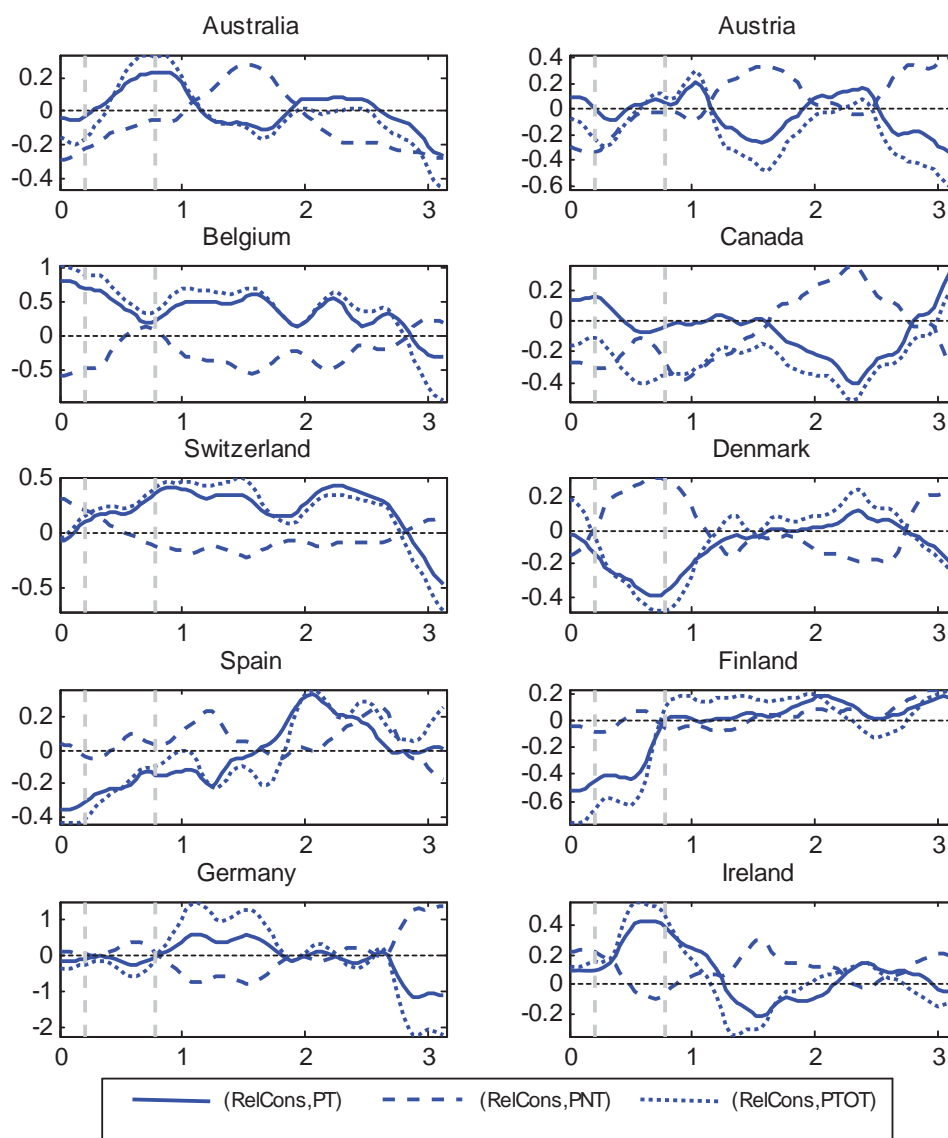 Australia
0.2
0
-0.2
-0.4
0 1 2 3
Austria
0.4
0.2
0
-0.2
-0.4
-0.6
0 1 2 3
Belgium
1
0.5
0
-0.5
0 1 2 3
Canada
0.2
0
-0.2
-0.4
0 1 2 3
Switzerland
0.5
0
-0.5
0 1 2 3
Denmark
0.2
0
-0.2
-0.4
0 1 2 3
Spain
0.2
0
-0.2
-0.4
0 1 2 3
Finland
0.2
0
-0.2
-0.4
-0.6
0 1 2 3
Germany
1
0
-1
-2
0 1 2 3
Ireland
0.4
0.2
0
-0.2
0 1 2 3
(RelCons,PT) (RelCons,PNT) (RelCons,PTOT)